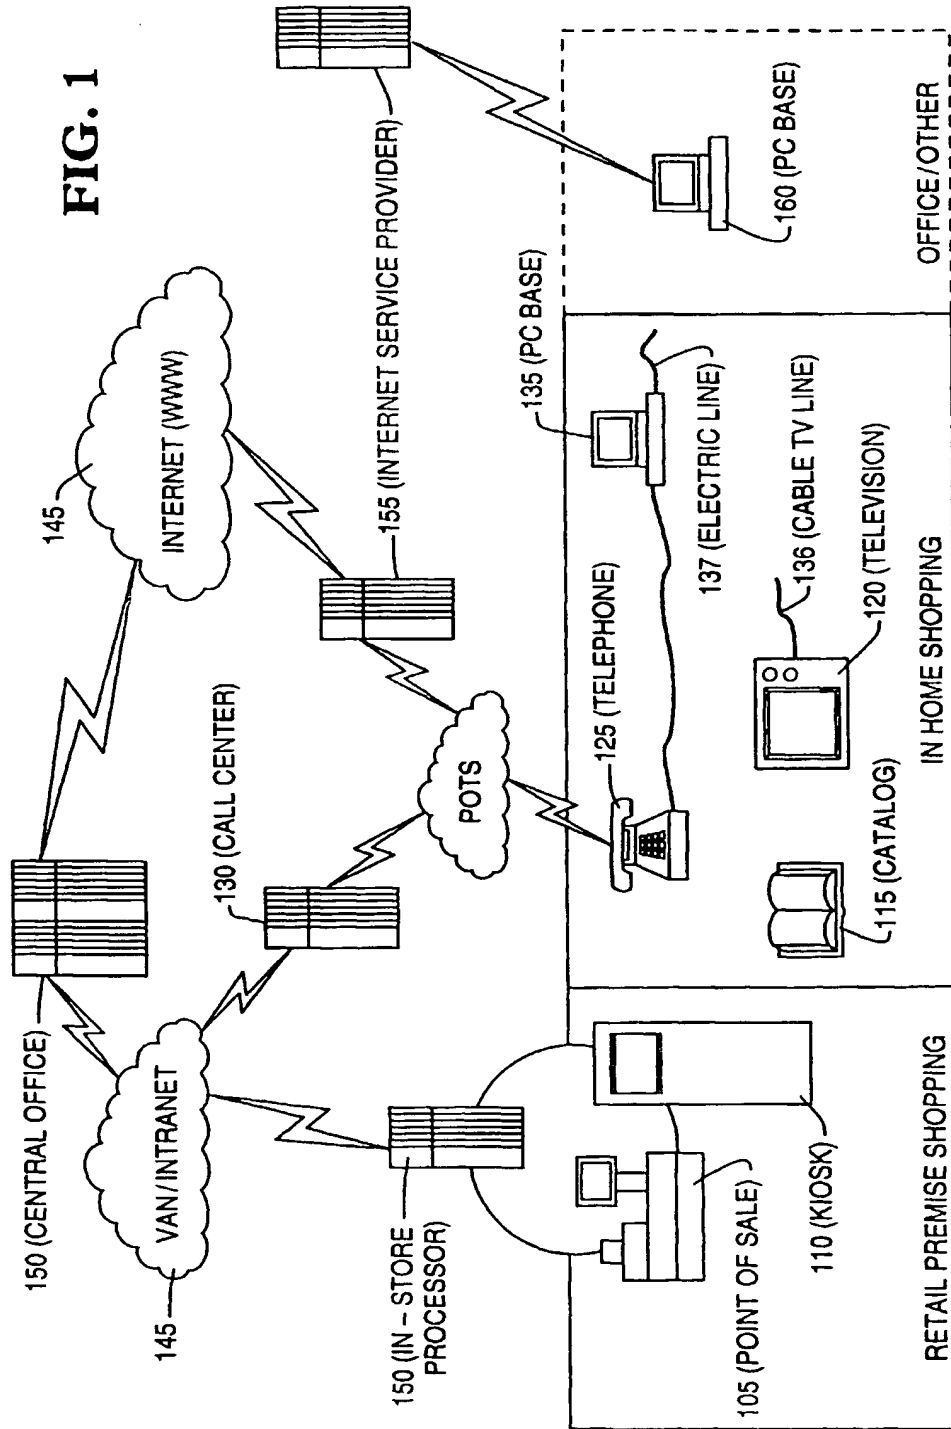 FIG. 1
150 (CENTRAL OFFICE)
145
INTERNET (WWW)
VAN/INTRANET
145
130 (CALL CENTER)
155 (INTERNET SERVICE PROVIDER)
POTS
150 (IN-STORE
PROCESSOR)
125 (TELEPHONE)
135 (PC BASE)
137 (ELECTRIC LINE)
160 (PC BASE)
136 (CABLE TV LINE)
105 (POINT OF SALE)
110 (KIOSK)
115 (CATALOG)
120 (TELEVISION)
RETAIL PREMISE SHOPPING
IN HOME SHOPPING
OFFICE/OTHER